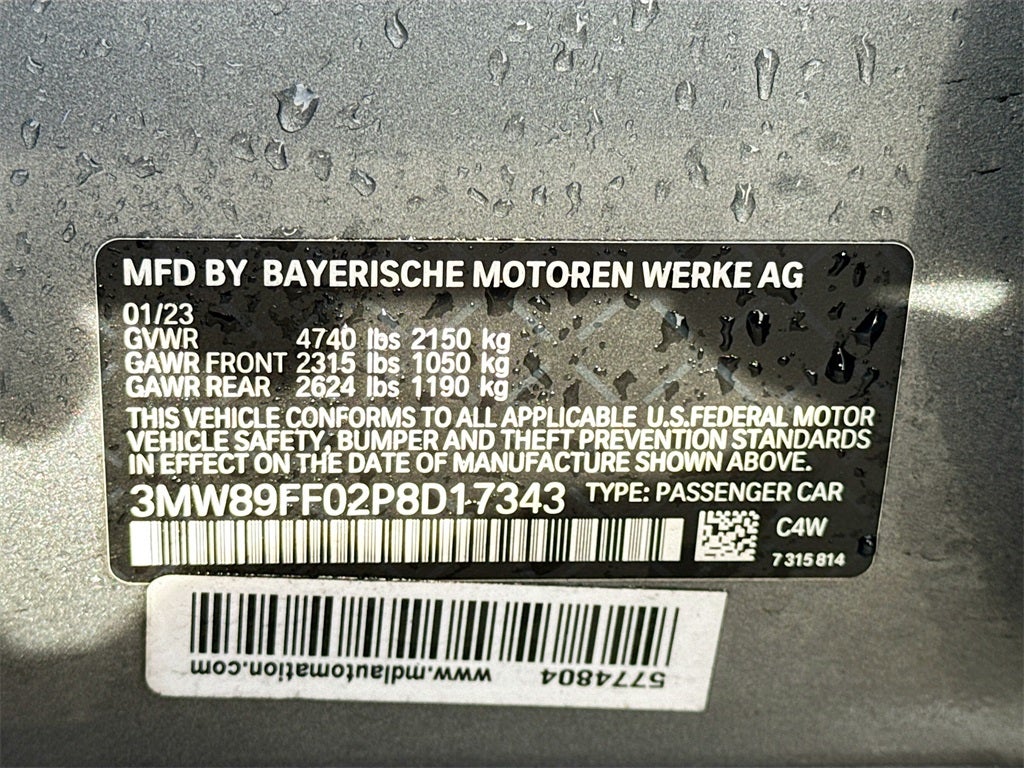 MFD BY BAYERISCHE MOTOREN WERKE AG
01/23
GVWR 4740 lbs 2150 kg
GAWR FRONT 2315 lbs 1050 kg
GAWR REAR 2624 lbs 1190 kg
THIS VEHICLE CONFORMS TO ALL APPLICABLE U.S.FEDERAL MOTOR
VEHICLE SAFETY, BUMPER AND THEFT PREVENTION STANDARDS
IN EFFECT ON THE DATE OF MANUFACTURE SHOWN ABOVE.
3MW89FF02P8D17343 TYPE: PASSENGER CAR
C4W
7315814
5774804 www.mdlautomation.com